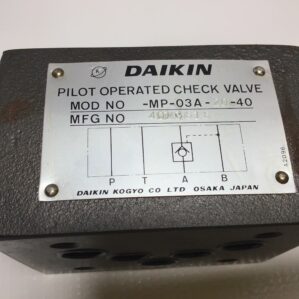 DAIKIN
PILOT OPERATED CHECK VALVE
MOD NO -MP-03A- -40
MFG NO
P T A B
DAIKIN KOGYO CO LTD OSAKA JAPAN